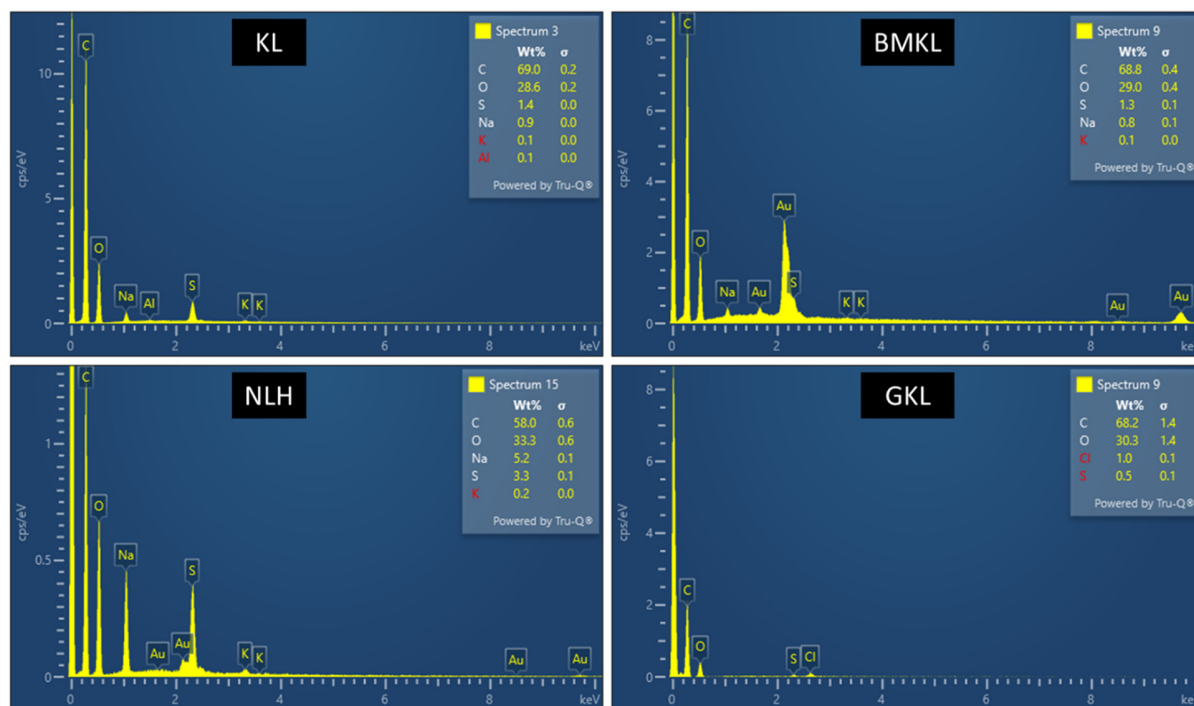 KL
Spectrum 3
Wt% σ
C 69.0 0.2
O 28.6 0.2
S 1.4 0.0
Na 0.9 0.0
K 0.1 0.0
Al 0.1 0.0
Powered by Tru-Q®
cps/eV
10
5
0
C
O
Na
Al
S
K
K
0 2 4 6 8 keV
BMKL
Spectrum 9
Wt% σ
C 68.8 0.4
O 29.0 0.4
S 1.3 0.1
Na 0.8 0.1
K 0.1 0.0
Powered by Tru-Q®
cps/eV
8
6
4
2
0
C
O
Na
Au
Au
S
K
K
Au
Au
0 2 4 6 8 ke
NLH
Spectrum 15
Wt% σ
C 58.0 0.6
O 33.3 0.6
Na 5.2 0.1
S 3.3 0.1
K 0.2 0.0
Powered by Tru-Q®
cps/eV
1
0.5
0
C
O
Na
Au
Au
S
K
K
Au
Au
0 2 4 6 8 keV
GKL
Spectrum 9
Wt% σ
C 68.2 1.4
O 30.3 1.4
Cl 1.0 0.1
S 0.5 0.1
Powered by Tru-Q®
cps/eV
8
6
4
2
0
C
O
S
Cl
0 2 4 6 8 ke